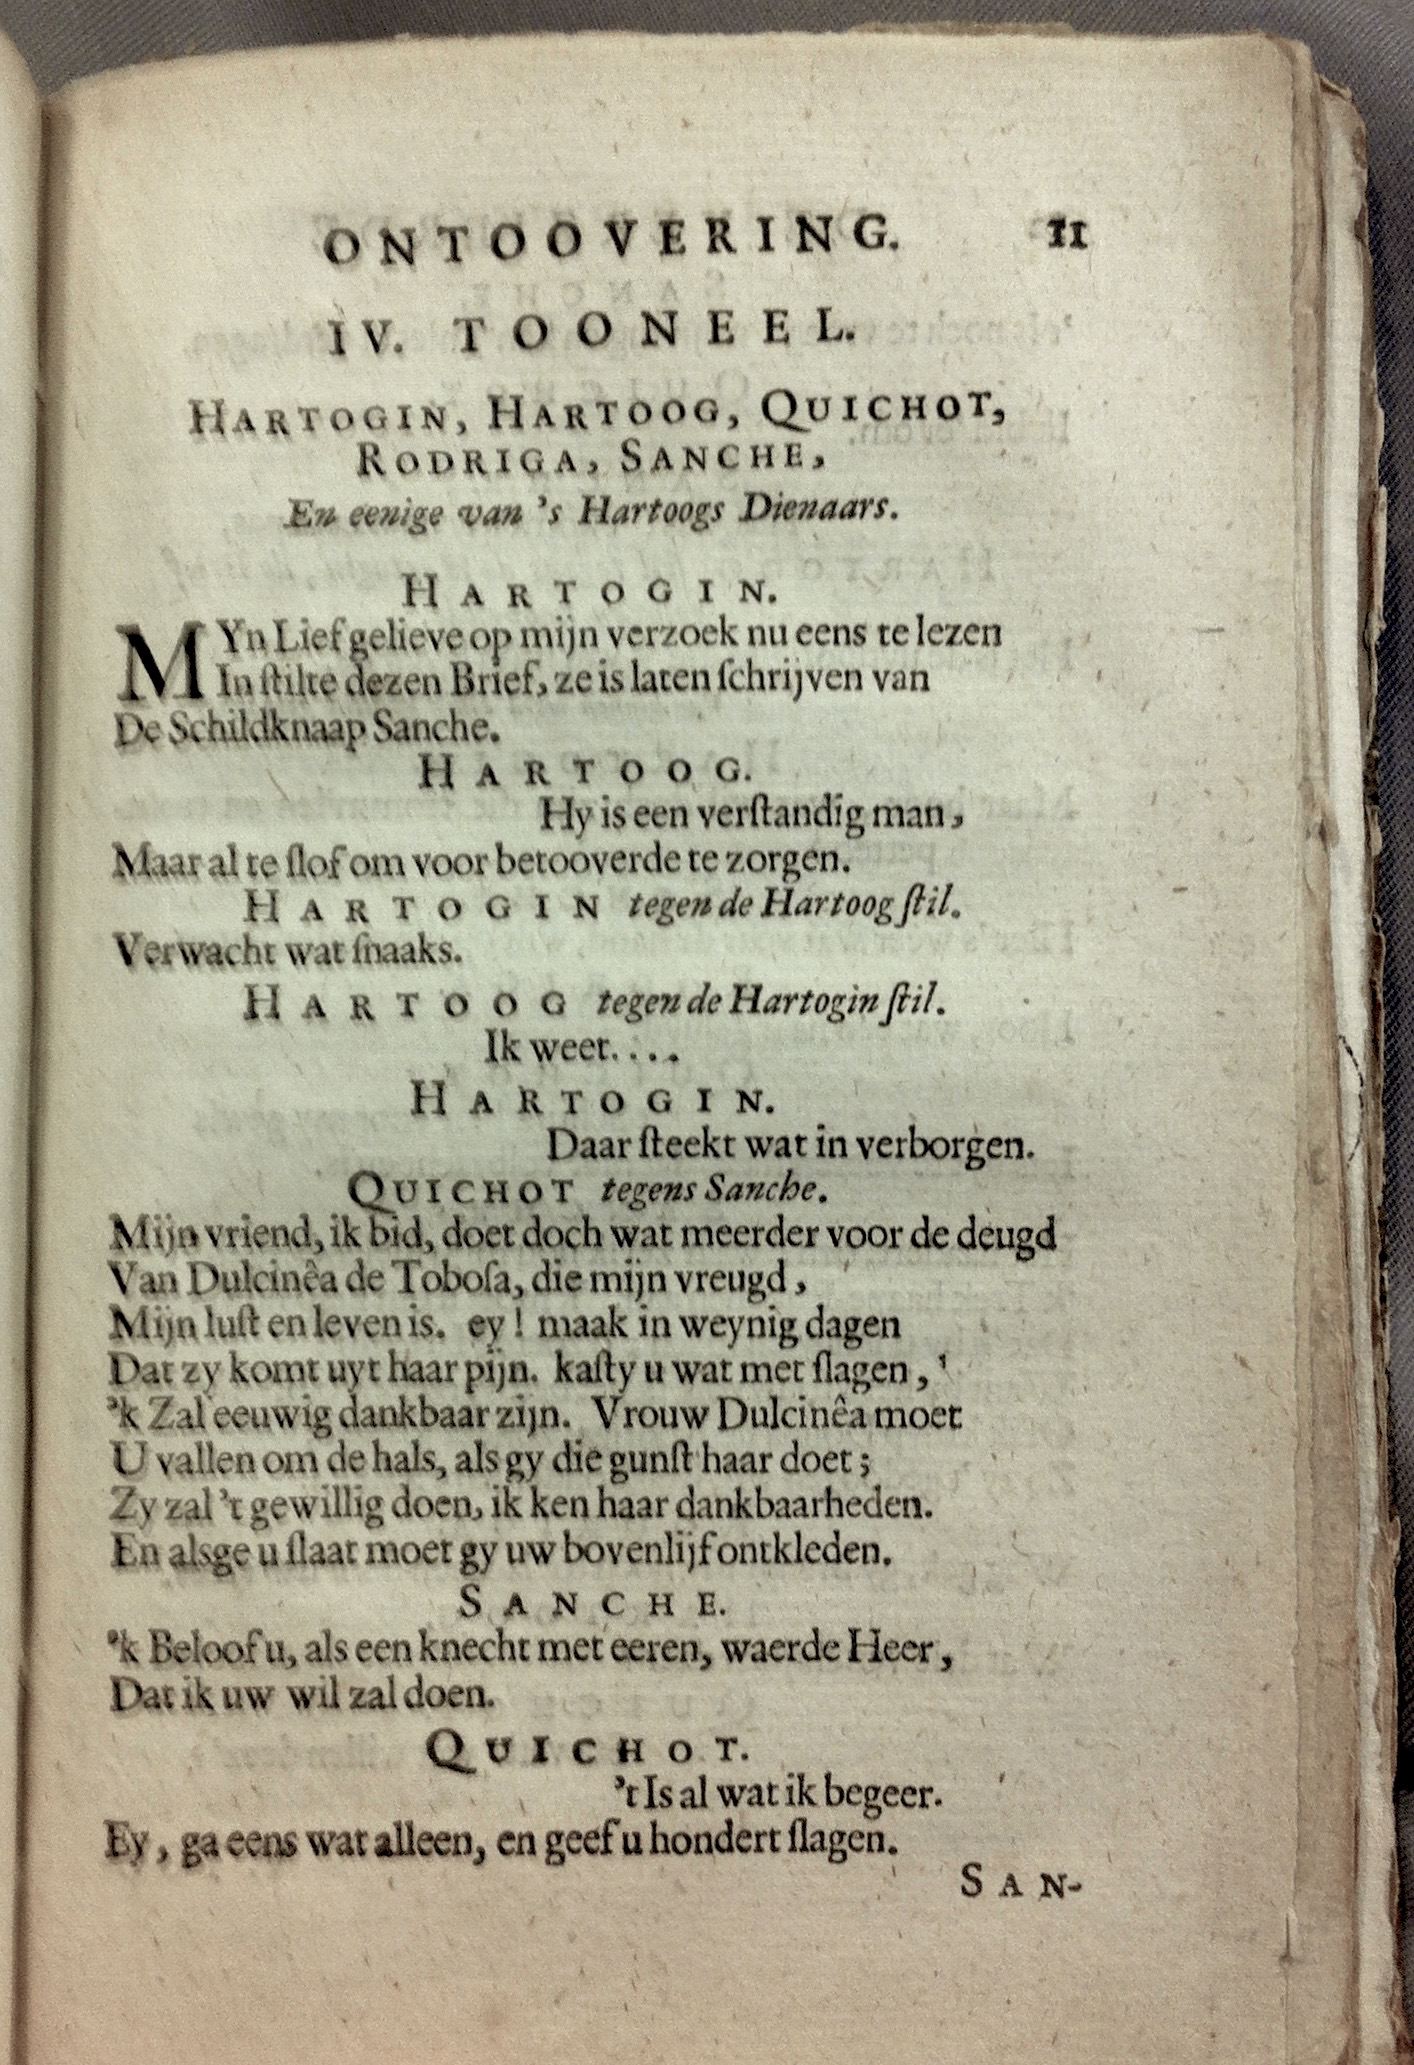 ONTOOVERING. 11
IV. TOONEEL.
HARTOGIN, HARTOOG, QUICHOT,
RODRIGA, SANCHE,
En eenige van 's Hartoogs Dienaars.
HARTOGIN.
MYn Lief gelieve op mijn verzoek nu eens te lezen
In ſtilte dezen Brief, ze is laten ſchrijven van
De Schildknaap Sanche.
HARTOOG.
Hy is een verſtandig man,
Maar al te ſlof om voor betooverde te zorgen.
HARTOGIN tegen de Hartoog ſtil.
Verwacht wat ſnaaks.
HARTOOG tegen de Hartogin ſtil.
Ik weet....
HARTOGIN.
Daar ſteekt wat in verborgen.
QUICHOT tegens Sanche.
Mijn vriend, ik bid, doet doch wat meerder voor de deugd
Van Dulcinêa de Toboſa, die mijn vreugd,
Mijn luſt en leven is. ey! maak in weynig dagen
Dat zy komt uyt haar pijn. kaſty u wat met ſlagen,
'k Zal eeuwig dankbaar zijn. Vrouw Dulcinêa moet
U vallen om de hals, als gy die gunſt haar doet;
Zy zal 't gewillig doen, ik ken haar dankbaarheden.
En alsge u ſlaat moet gy uw bovenlijf ontkleden.
SANCHE.
'k Beloof u, als een knecht met eeren, waerde Heer,
Dat ik uw wil zal doen.
QUICHOT.
't Is al wat ik begeer.
Ey, ga eens wat alleen, en geef u hondert ſlagen.
SAN-